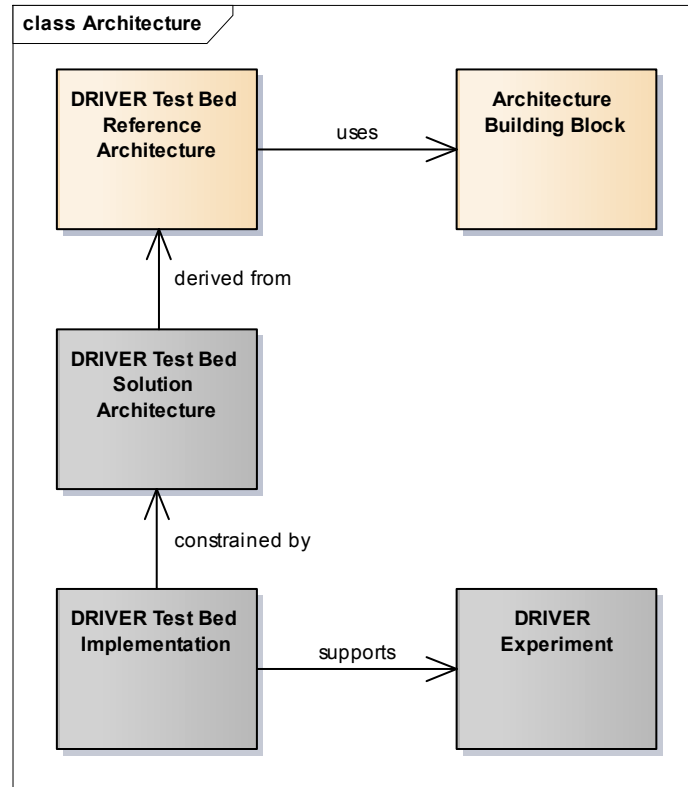 class Architecture
DRIVER Test Bed
Reference
Architecture
uses
Architecture
Building Block
derived from
DRIVER Test Bed
Solution
Architecture
constrained by
DRIVER Test Bed
Implementation
supports
DRIVER
Experiment